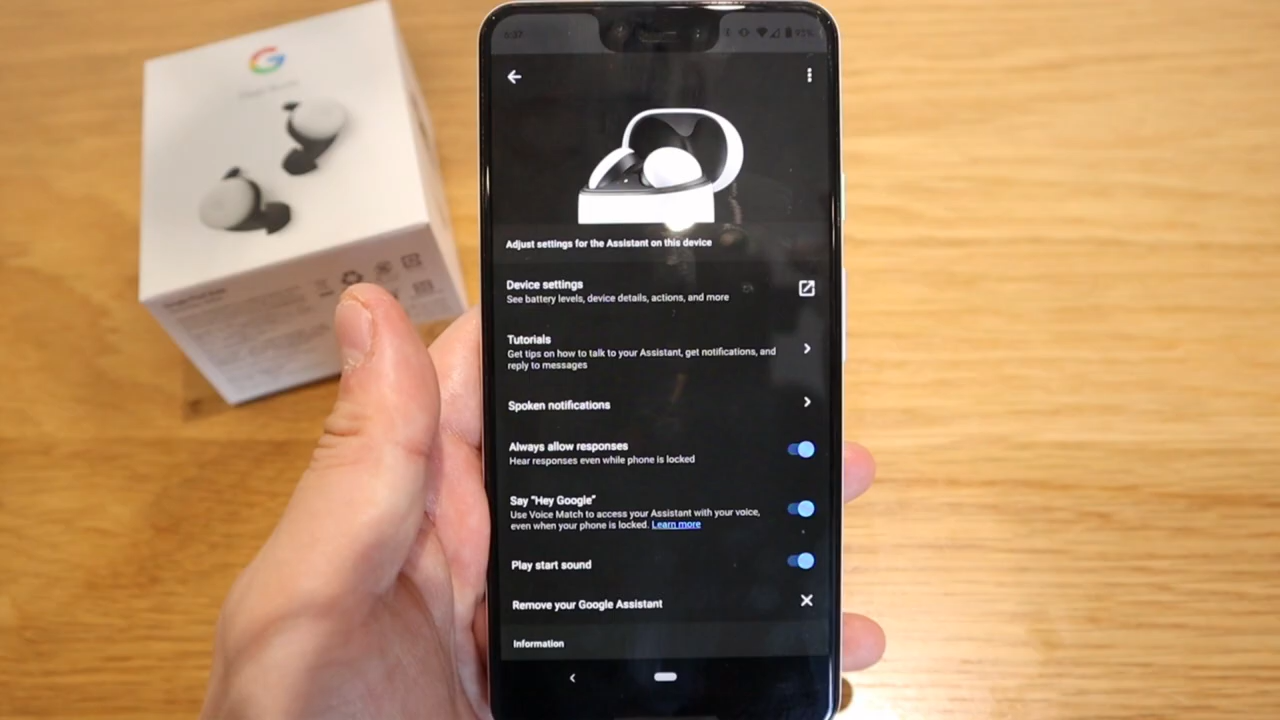 Adjust settings for the Assistant on this device
Device settings
See battery levels, device details, actions, and more
Tutorials
Get tips on how to talk to your Assistant, get notifications, and
reply to messages
Spoken notifications
Always allow responses
Hear responses even while phone is locked
Say “Hey Google”
Use Voice Match to access your Assistant with your voice,
even when your phone is locked. Learn more
Play start sound
Remove your Google Assistant
Information